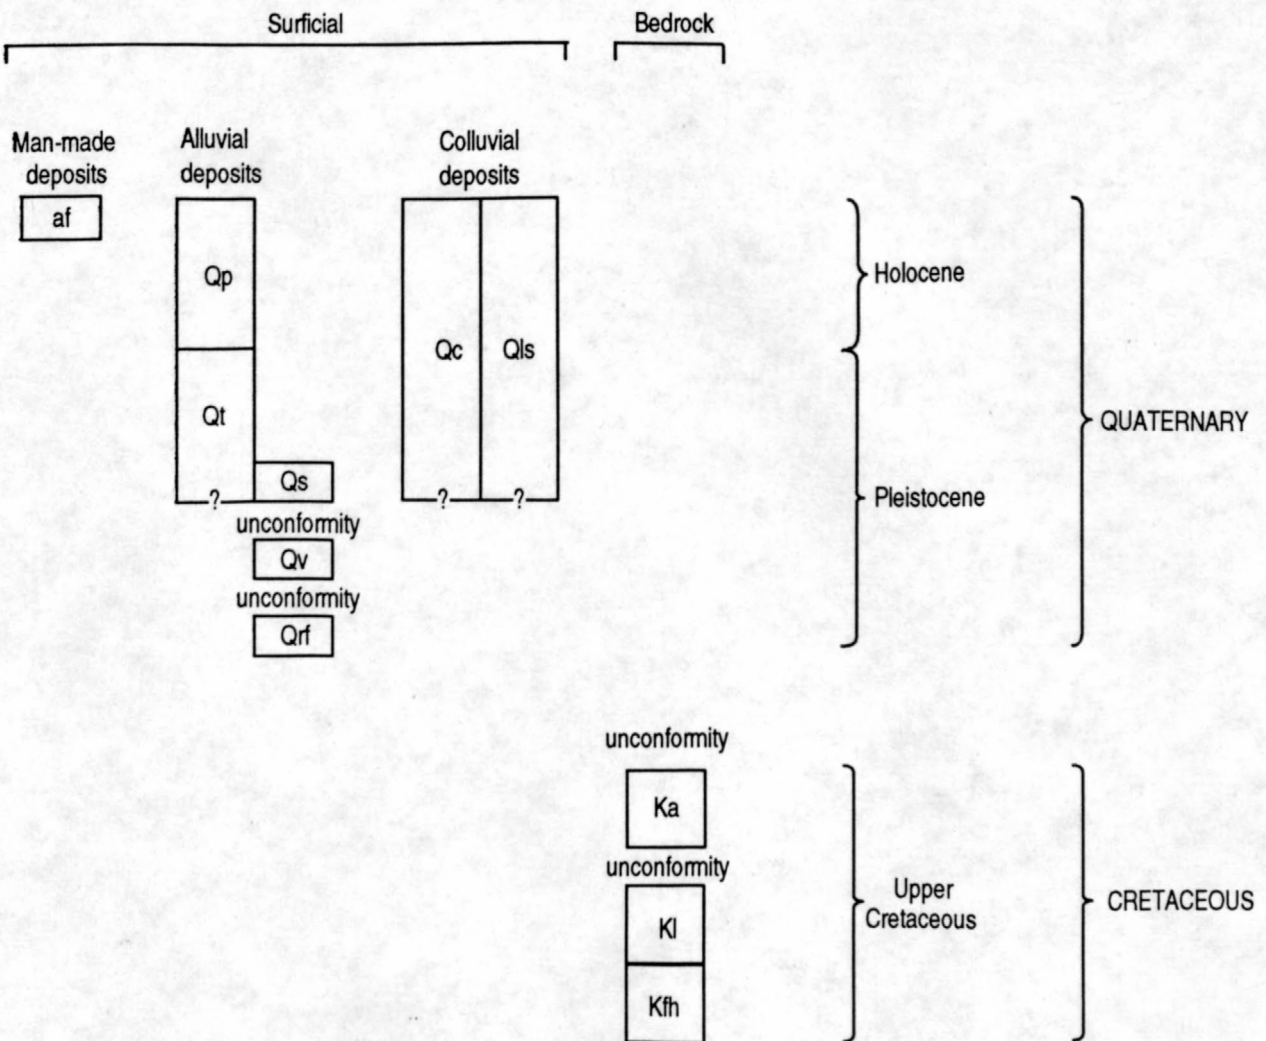 Surficial
Bedrock
Man-made
deposits
Alluvial
deposits
Colluvial
deposits
af
Qp
Holocene
Qc
Qls
Qt
QUATERNARY
Qs
?
?
?
Pleistocene
unconformity
Qv
unconformity
Qrf
unconformity
Ka
unconformity
Upper
Cretaceous
CRETACEOUS
Kl
Kfh